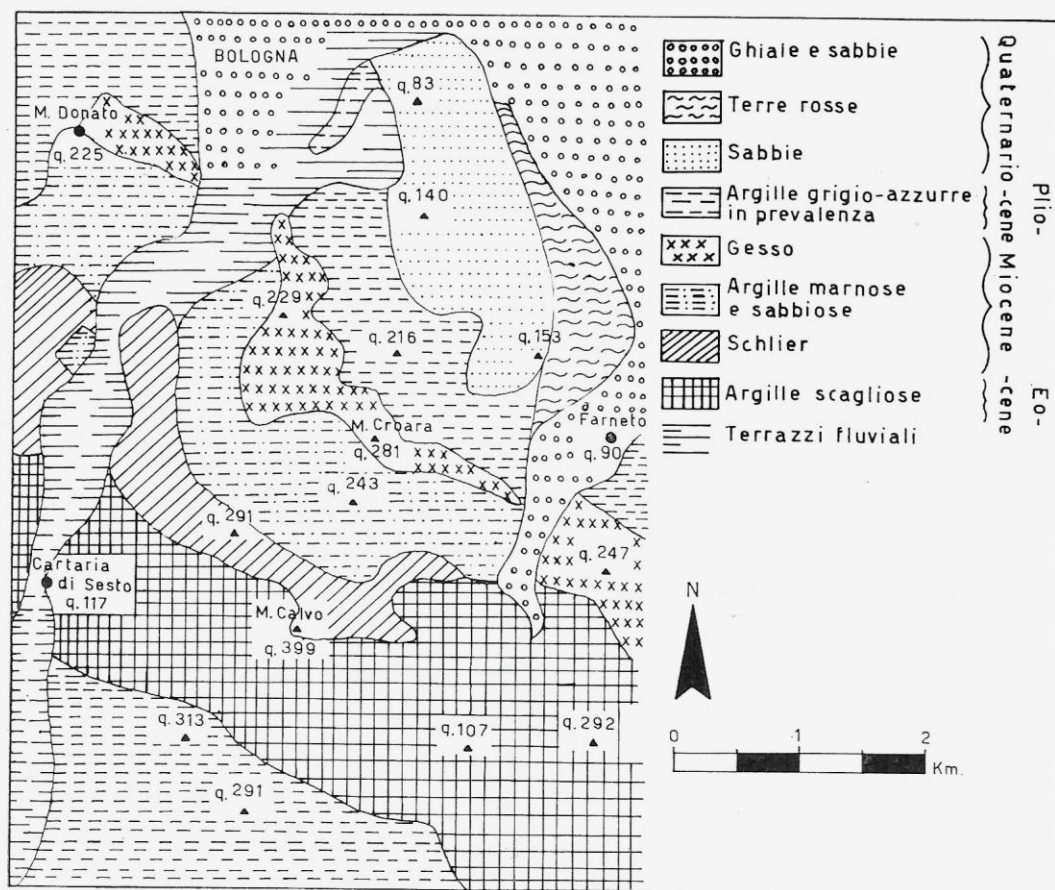 BOLOGNA
q.83
M. Donato
q.225
q.140
q.229
q.216
q.153
M. Croara
q.281
a
Farneto
q.90
q.243
q.291
q.247
Cartaria
di Sesto
q.117
M. Calvo
q.399
q.313
q.107
q.292
q.291
Ghiaie e sabbie
Terre rosse
Sabbie
Argille grigio-azzurre
in prevalenza
Gesso
Argille marnose
e sabbiose
Schlier
Argille scagliose
Terrazzi fluviali
Quaternario
Plio-
-cene
Miocene
Eo-
-cene
N
0 1 2
Km.